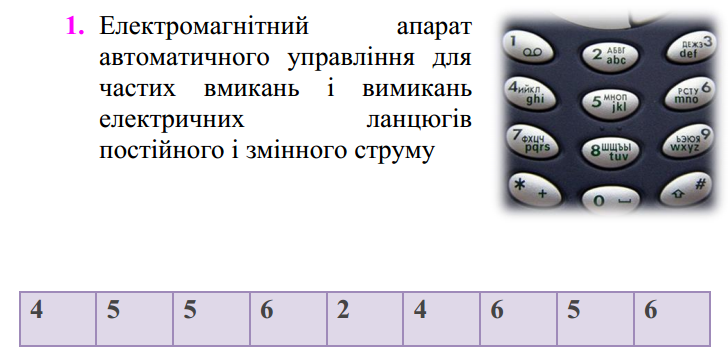 1. Електромагнітний апарат
автоматичного управління для
частих вмикань і вимикань
електричних ланцюгів
постійного і змінного струму
1
2 АБВГ abc
ДЕЖЗ 3 def
4 ИЙКЛ ghi
5 МНОП jkl
РСТУ 6 mno
7 ФХЦЧ pqrs
8 ШЩЪЫ tuv
ЬЭЮЯ 9 wxyz
* +
0
#
4 5 5 6 2 4 6 5 6